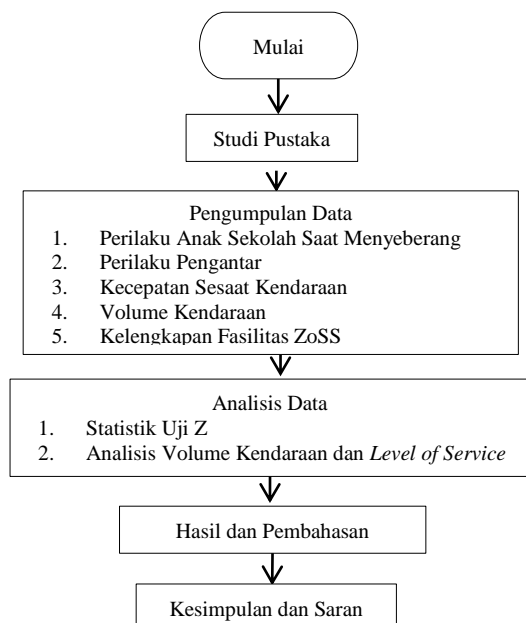 Mulai
Studi Pustaka
Pengumpulan Data
1. Perilaku Anak Sekolah Saat Menyeberang
2. Perilaku Pengantar
3. Kecepatan Sesaat Kendaraan
4. Volume Kendaraan
5. Kelengkapan Fasilitas ZoSS
Analisis Data
1. Statistik Uji Z
2. Analisis Volume Kendaraan dan Level of Service
Hasil dan Pembahasan
Kesimpulan dan Saran